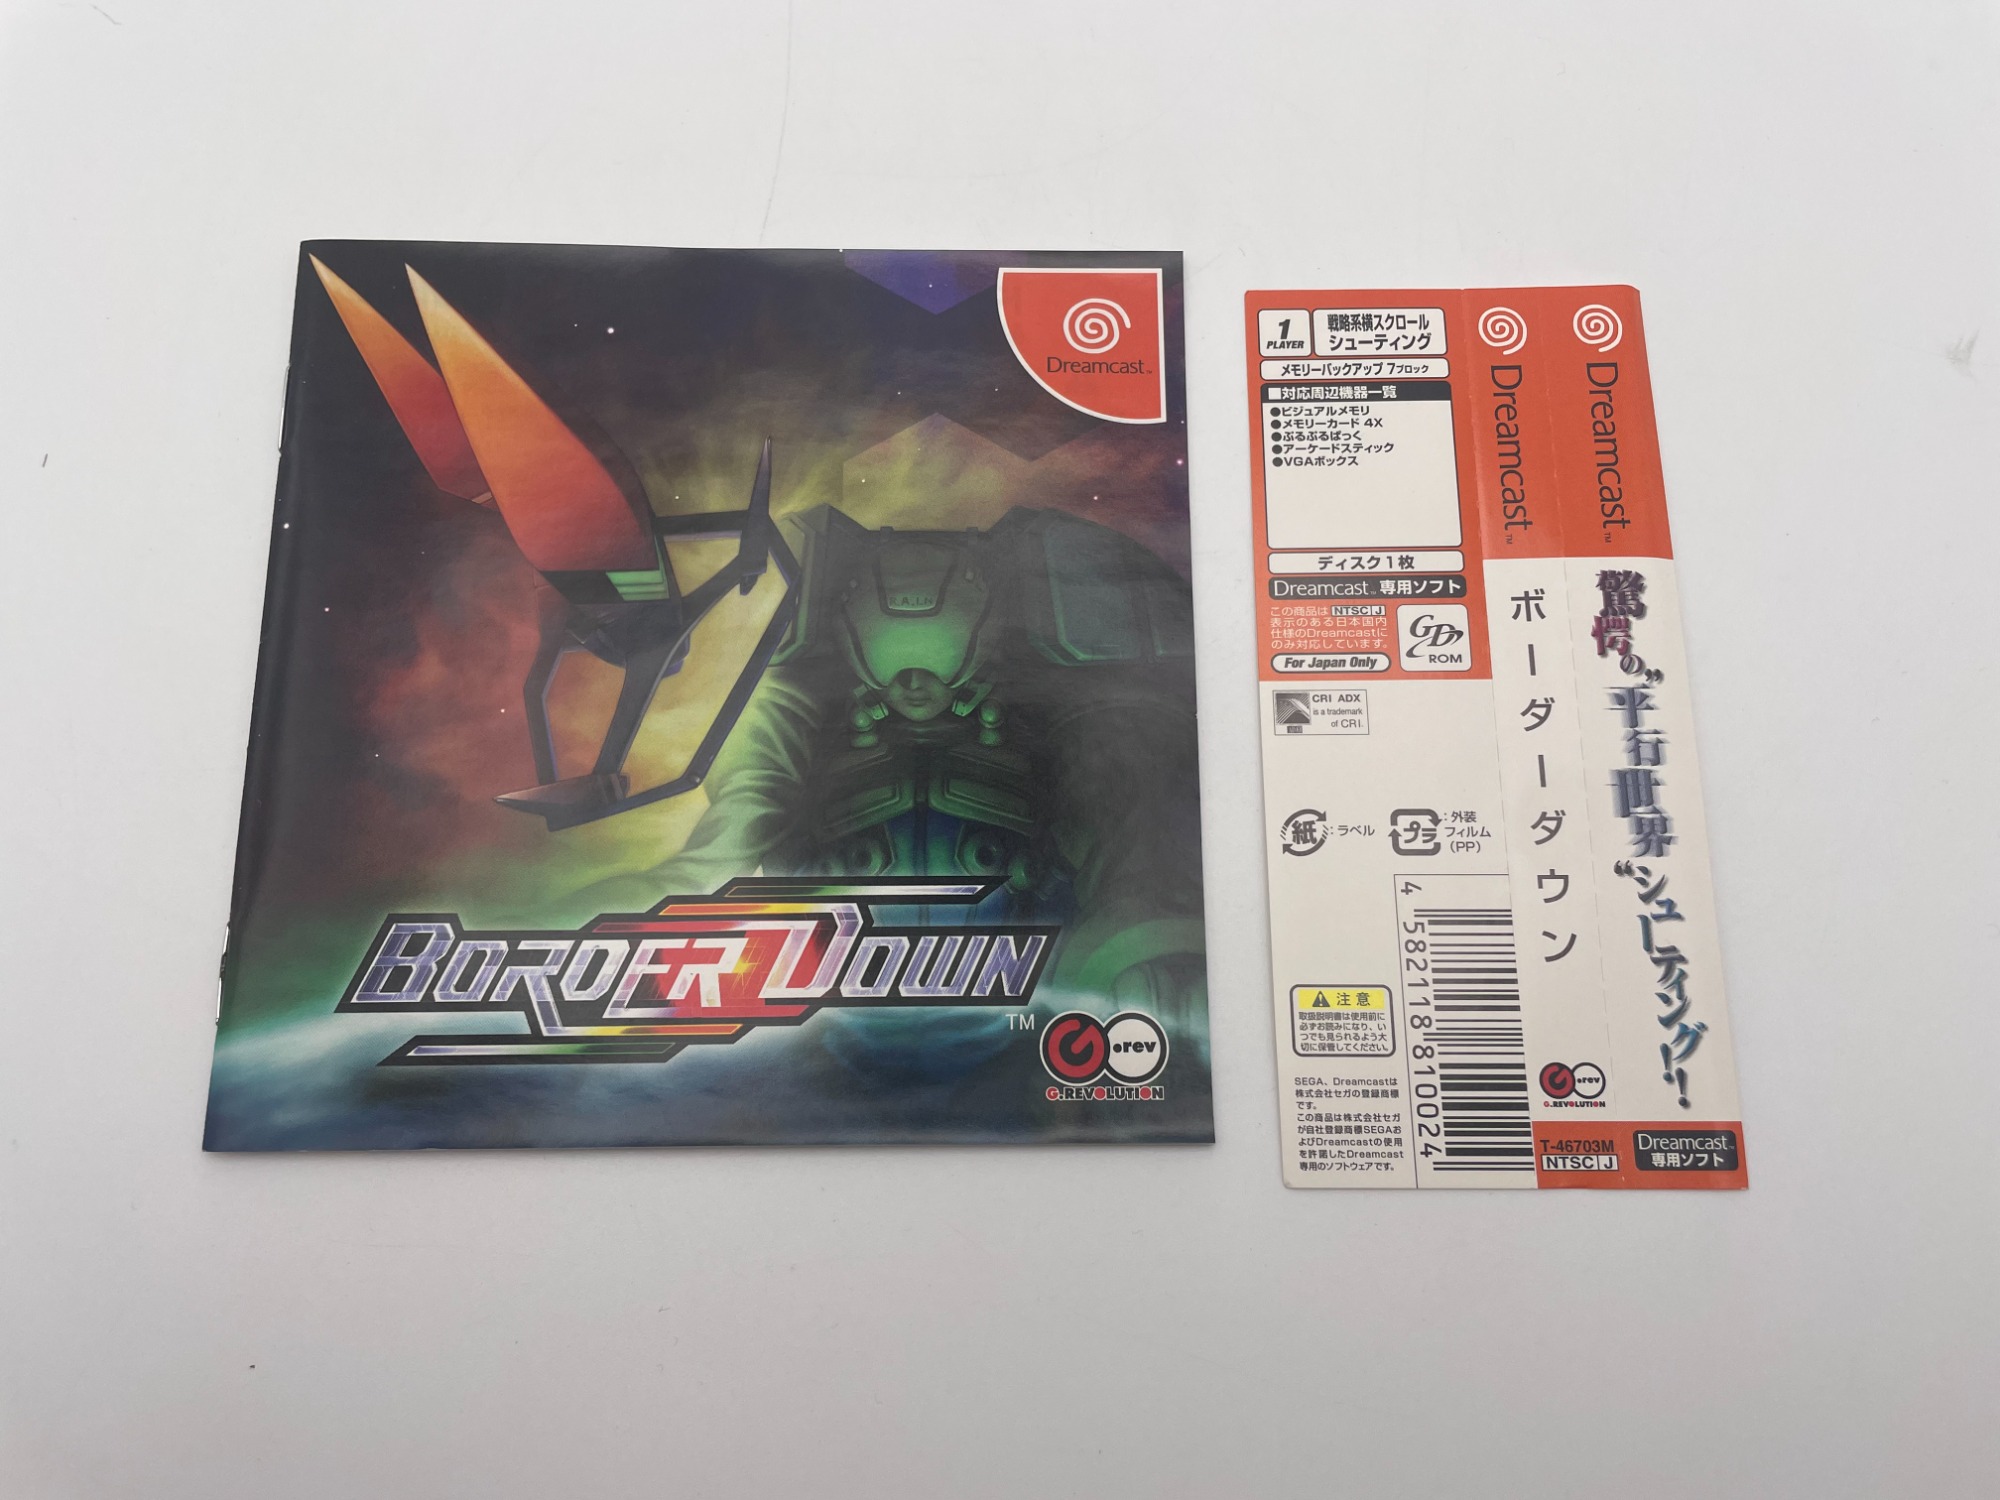 Dreamcast™
R.A.I.N
BORDER DOWN
TM
G.rev
G.REVOLUTION
1
PLAYER
戦略系横スクロール
シューティング
メモリーバックアップ 7ブロック
■対応周辺機器一覧
●ビジュアルメモリ
●メモリーカード 4X
●ぷるぷるぱっく
●アーケードスティック
●VGAボックス
ディスク1枚
Dreamcast™ 専用ソフト
この商品は NTSC J
表示のある日本国内
仕様のDreamcastに
のみ対応しています。
For Japan Only
GD
ROM
CRI ADX
is a trademark
of CRI.
紙:ラベル
プラ:外装
フィルム
(PP)
注意
取扱説明書は使用前に
必ずお読みになり、い
つでも見られるよう大
切に保管してください。
SEGA、Dreamcastは
株式会社セガの登録商標
です。
この商品は株式会社セガ
が自社登録商標SEGAお
よびDreamcastの使用
を許諾したDreamcast
専用のソフトウェアです。
4 582118 810024
Dreamcast™
ボーダーダウン
G.rev
G.REVOLUTION
T-46703M
NTSC J
Dreamcast™
驚愕の"平行世界"シューティング!!
Dreamcast™
専用ソフト